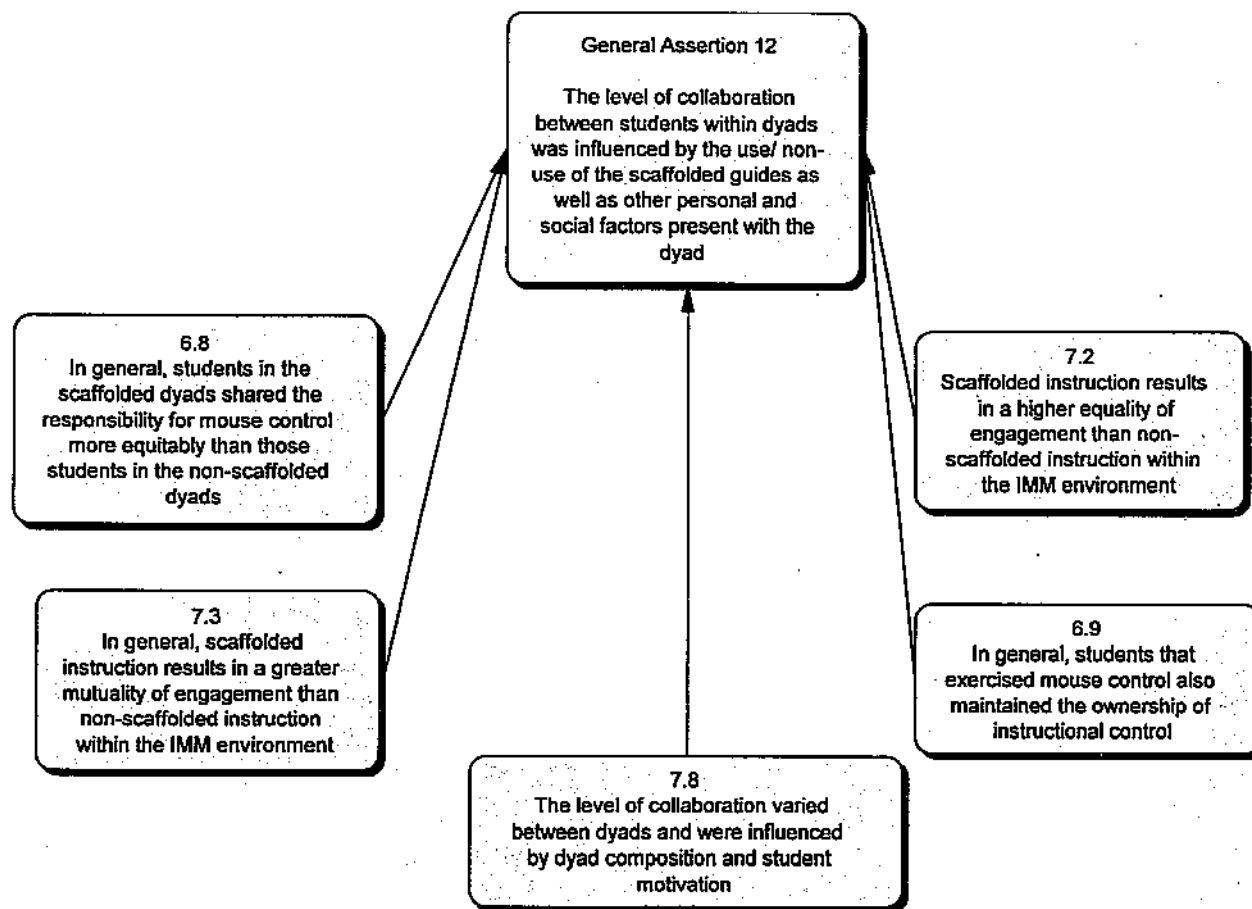 General Assertion 12
The level of collaboration
between students within dyads
was influenced by the use/ non-
use of the scaffolded guides as
well as other personal and
social factors present with the
dyad
6.8
In general, students in the
scaffolded dyads shared the
responsibility for mouse control
more equitably than those
students in the non-scaffolded
dyads
7.2
Scaffolded instruction results
in a higher equality of
engagement than non-
scaffolded instruction within
the IMM environment
7.3
In general, scaffolded
instruction results in a greater
mutuality of engagement than
non-scaffolded instruction
within the IMM environment
6.9
In general, students that
exercised mouse control also
maintained the ownership of
instructional control
7.8
The level of collaboration varied
between dyads and were influenced
by dyad composition and student
motivation